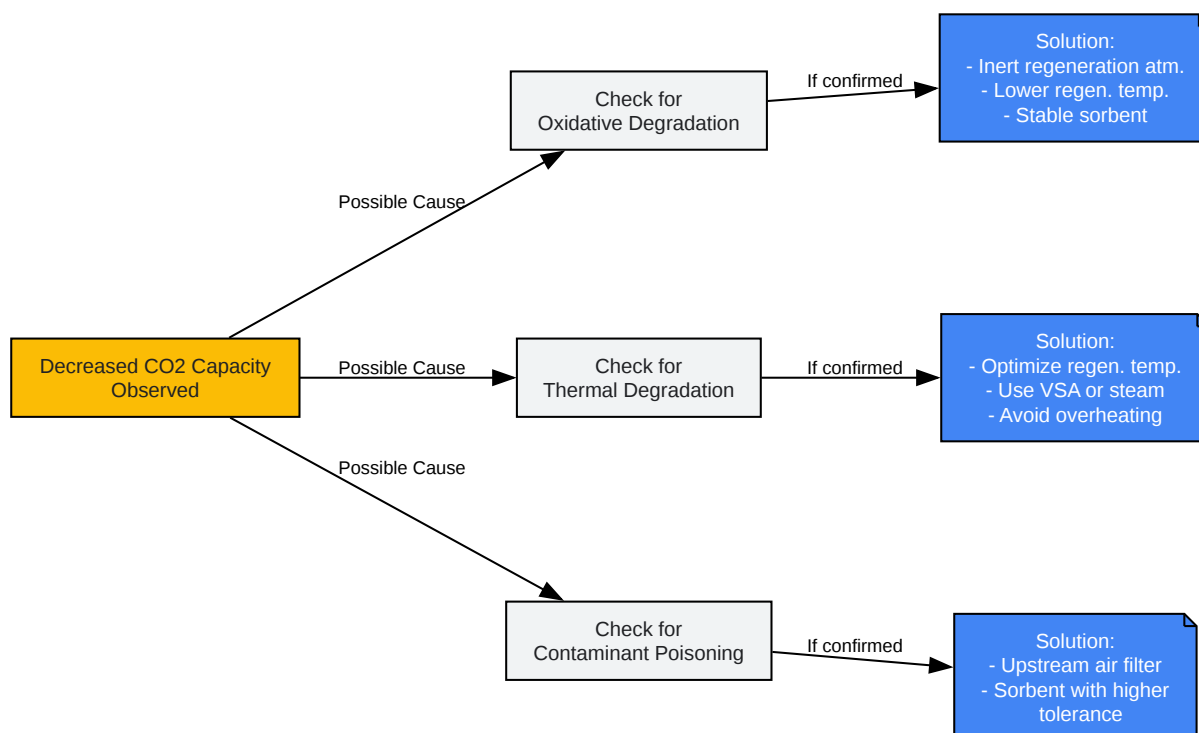 Solution:
- Inert regeneration atm.
- Lower regen. temp.
- Stable sorbent
If confirmed
Check for
Oxidative Degradation
Possible Cause
Decreased CO2 Capacity
Observed
Possible Cause
Check for
Thermal Degradation
If confirmed
Solution:
- Optimize regen. temp.
- Use VSA or steam
- Avoid overheating
Possible Cause
Check for
Contaminant Poisoning
If confirmed
Solution:
- Upstream air filter
- Sorbent with higher
tolerance